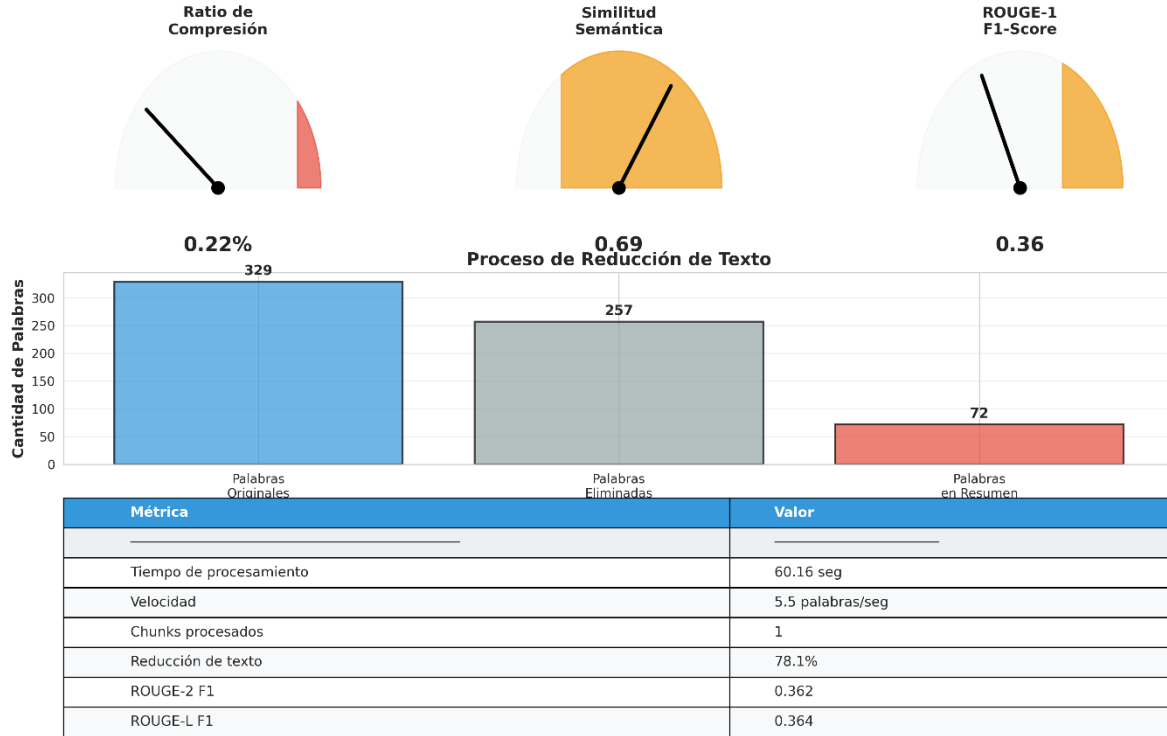 Ratio de
Compresión
Similitud
Semántica
ROUGE-1
F1-Score
0.22%
0.69
0.36
Proceso de Reducción de Texto
Cantidad de Palabras
300
250
200
150
100
50
0
329
257
72
Palabras
Originales
Palabras
Eliminadas
Palabras
en Resumen
Métrica Valor
Tiempo de procesamiento 60.16 seg
Velocidad 5.5 palabras/seg
Chunks procesados 1
Reducción de texto 78.1%
ROUGE-2 F1 0.362
ROUGE-L F1 0.364